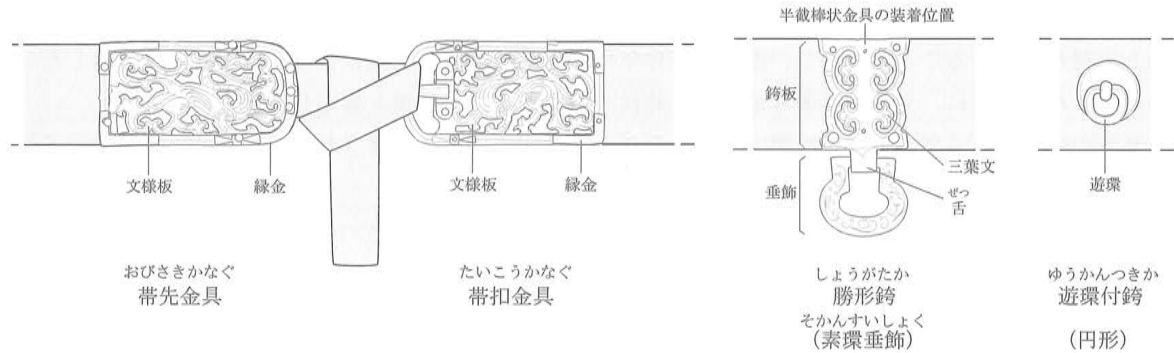 半截棒状金具の装着位置
銙板
三葉文
文様板
縁金
文様板
縁金
垂飾
ぜつ
舌
遊環
おびさきかなぐ
帯先金具
たいこうかなぐ
帯扣金具
しょうがたか
勝形銙
そかんすいしょく
(素環垂飾)
ゆうかんつきか
遊環付銙
(円形)